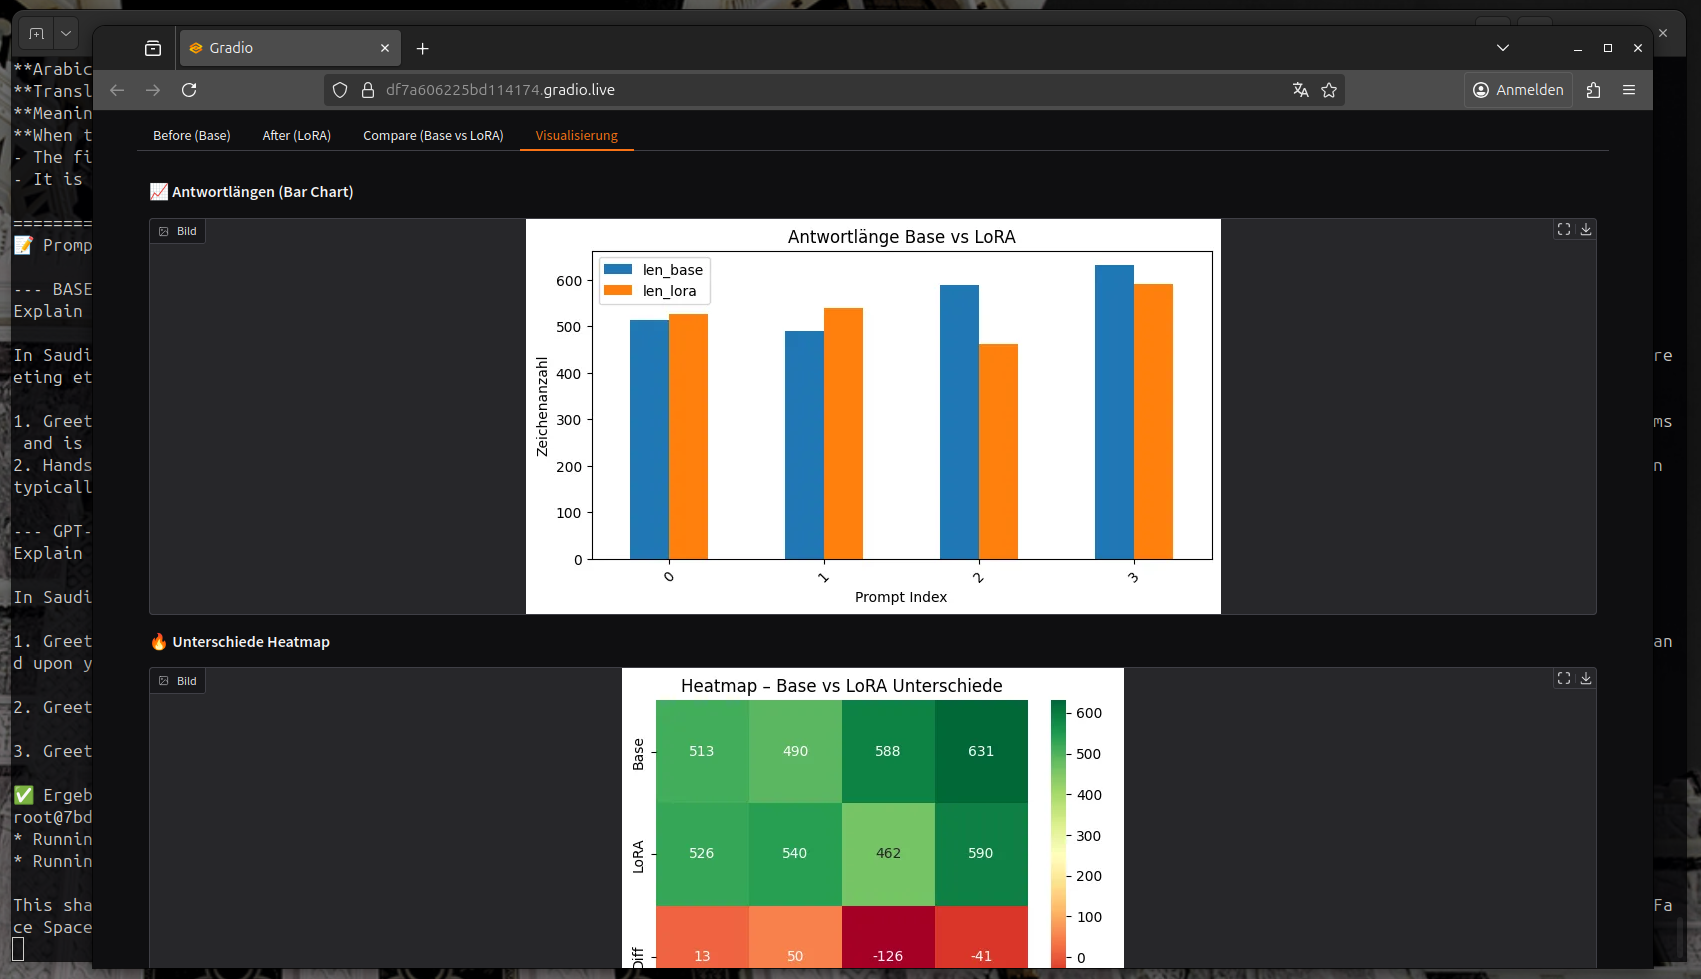 Gradio
df7a606225bd114174.gradio.live
Anmelden
Before (Base)
After (LoRA)
Compare (Base vs LoRA)
Visualisierung
📈 Antwortlängen (Bar Chart)
Bild
Antwortlänge Base vs LoRA
len_base
len_lora
Zeichenanzahl
600
500
400
300
200
100
0
0 1 2 3
Prompt Index
🔥 Unterschiede Heatmap
Bild
Heatmap – Base vs LoRA Unterschiede
Base 513 490 588 631
LoRA 526 540 462 590
13 50 -126 -41
600
500
400
300
200
100
0
**Arabic
**Transl
**Meanin
**When t
- The fi
- It is
=========
📝 Promp
--- BASE
Explain
In Saudi re
eting et
1. Greet ms
and is
2. Hands n
typicall
--- GPT-
Explain
In Saudi
1. Greet an
d upon y
2. Greet
3. Greet
✅ Ergeb
root@7bd
* Runnin
* Runnin
This sha Fa
ce Space